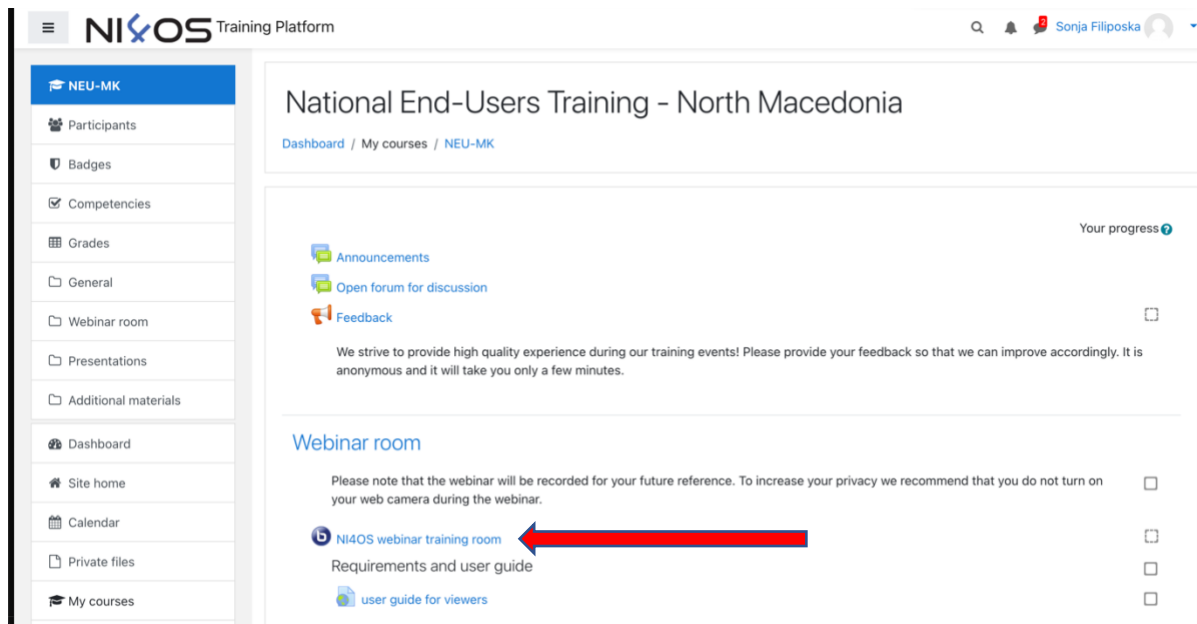 NI4OS Training Platform
2
Sonja Filiposka
NEU-MK
Participants
Badges
Competencies
Grades
General
Webinar room
Presentations
Additional materials
Dashboard
Site home
Calendar
Private files
My courses
National End-Users Training - North Macedonia
Dashboard / My courses / NEU-MK
Your progress
Announcements
Open forum for discussion
Feedback
We strive to provide high quality experience during our training events! Please provide your feedback so that we can improve accordingly. It is
anonymous and it will take you only a few minutes.
Webinar room
Please note that the webinar will be recorded for your future reference. To increase your privacy we recommend that you do not turn on
your web camera during the webinar.
b NI4OS webinar training room
Requirements and user guide
user guide for viewers